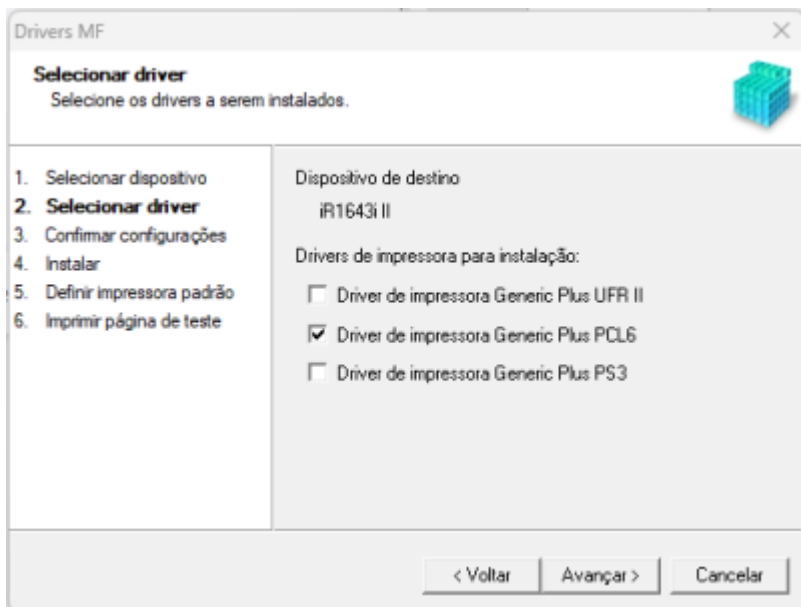 Drivers MF
Selecionar driver
Selecione os drivers a serem instalados.
1. Selecionar dispositivo
2. Selecionar driver
3. Confirmar configurações
4. Instalar
5. Definir impressora padrão
6. Imprimir página de teste
Dispositivo de destino
iR1643i II
Drivers de impressora para instalação:
Driver de impressora Generic Plus UFR II
Driver de impressora Generic Plus PCL6
Driver de impressora Generic Plus PS3
< Voltar
Avançar >
Cancelar